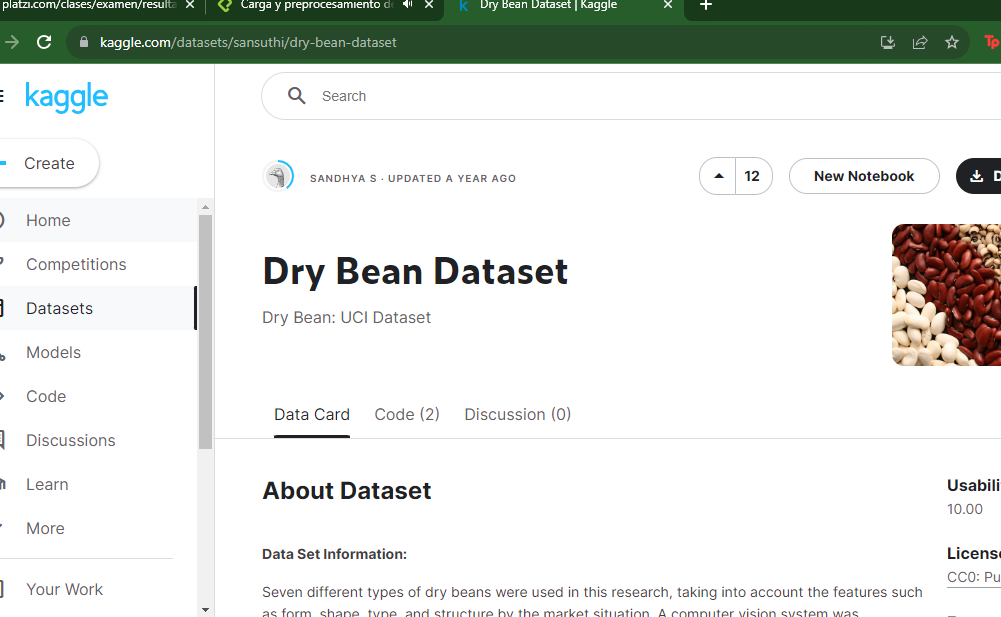 platzi.com/clases/examen/resulta
Carga y preprocesamiento de
Dry Bean Dataset | Kaggle
kaggle.com/datasets/sansuthi/dry-bean-dataset
Tp
kaggle
Search
Create
SANDHYA S · UPDATED A YEAR AGO
12
New Notebook
D
Home
Competitions
Datasets
Models
Code
Discussions
Learn
More
Your Work
Dry Bean Dataset
Dry Bean: UCI Dataset
Data Card
Code (2)
Discussion (0)
About Dataset
Usabili
10.00
Data Set Information:
License
CC0: Pu
Seven different types of dry beans were used in this research, taking into account the features such
as form, shape, type, and structure by the market situation. A computer vision system was